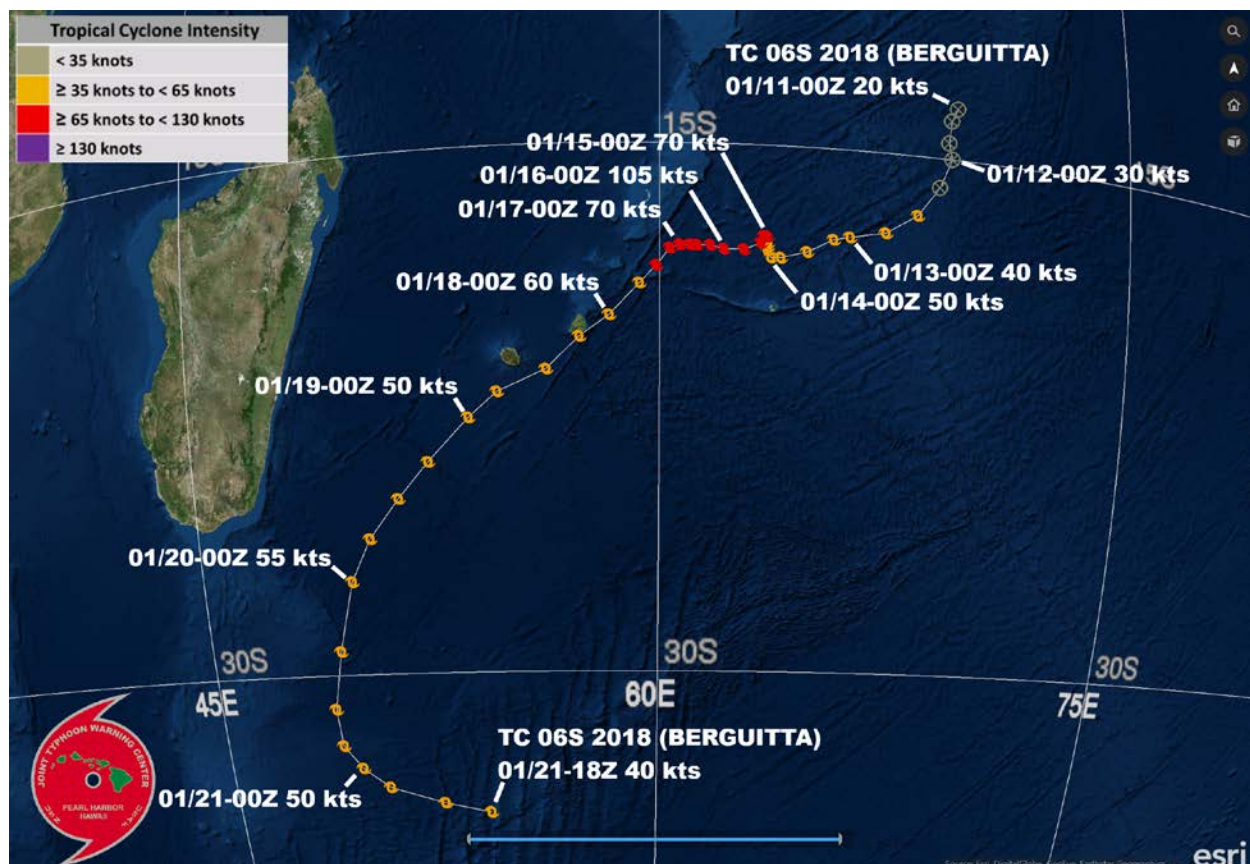 Tropical Cyclone Intensity
< 35 knots
≥ 35 knots to < 65 knots
≥ 65 knots to < 130 knots
≥ 130 knots
TC 06S 2018 (BERGUITTA)
01/11-00Z 20 kts
15S
01/15-00Z 70 kts
01/16-00Z 105 kts
01/12-00Z 30 kts
15S
01/17-00Z 70 kts
01/13-00Z 40 kts
01/18-00Z 60 kts
01/14-00Z 50 kts
01/19-00Z 50 kts
01/20-00Z 55 kts
30S
30S
30S
45E
60E
75E
TC 06S 2018 (BERGUITTA)
01/21-18Z 40 kts
01/21-00Z 50 kts
JOINT TYPHOON WARNING CENTER
PEARL HARBOR
HAWAII
esri